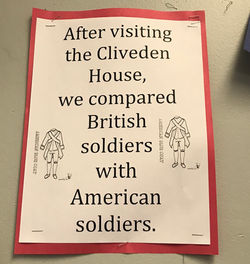 After visiting
the Cliveden
House,
we compared
British
soldiers
with
American
soldiers.